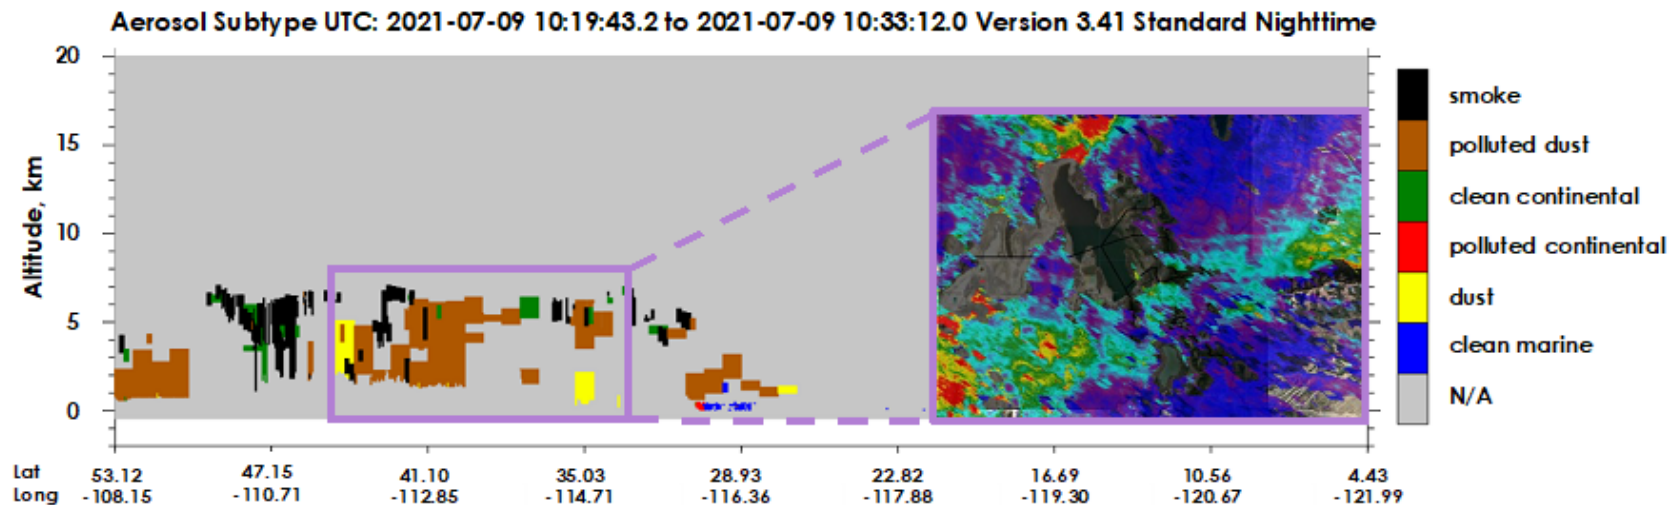 Aerosol Subtype UTC: 2021-07-09 10:19:43.2 to 2021-07-09 10:33:12.0 Version 3.41 Standard Nighttime
Altitude, km
20
15
10
5
0
smoke
polluted dust
clean continental
polluted continental
dust
clean marine
N/A
Lat 53.12 47.15 41.10 35.03 28.93 22.82 16.69 10.56 4.43
Long -108.15 -110.71 -112.85 -114.71 -116.36 -117.88 -119.30 -120.67 -121.99